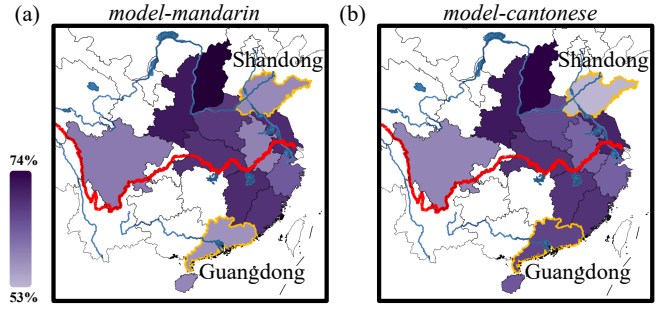 (a) model-mandarin
(b) model-cantonese
Shandong
Shandong
74%
53%
Guangdong
Guangdong